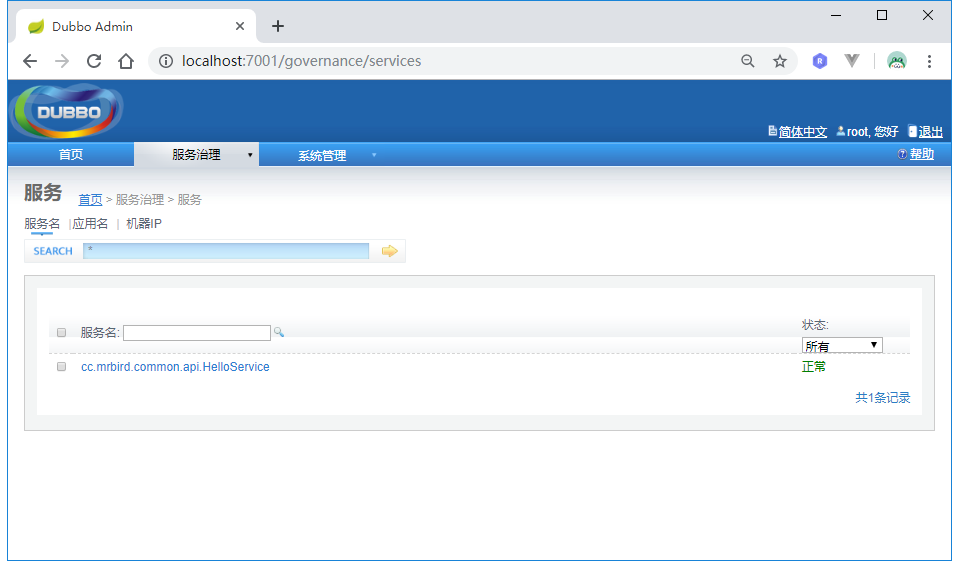 Dubbo Admin
localhost:7001/governance/services
DUBBO
简体中文 root, 您好 退出
首页 服务治理 系统管理 帮助
服务 首页 > 服务治理 > 服务
服务名 |应用名 | 机器IP
SEARCH *
状态:
服务名: 所有
cc.mrbird.common.api.HelloService 正常
共1条记录